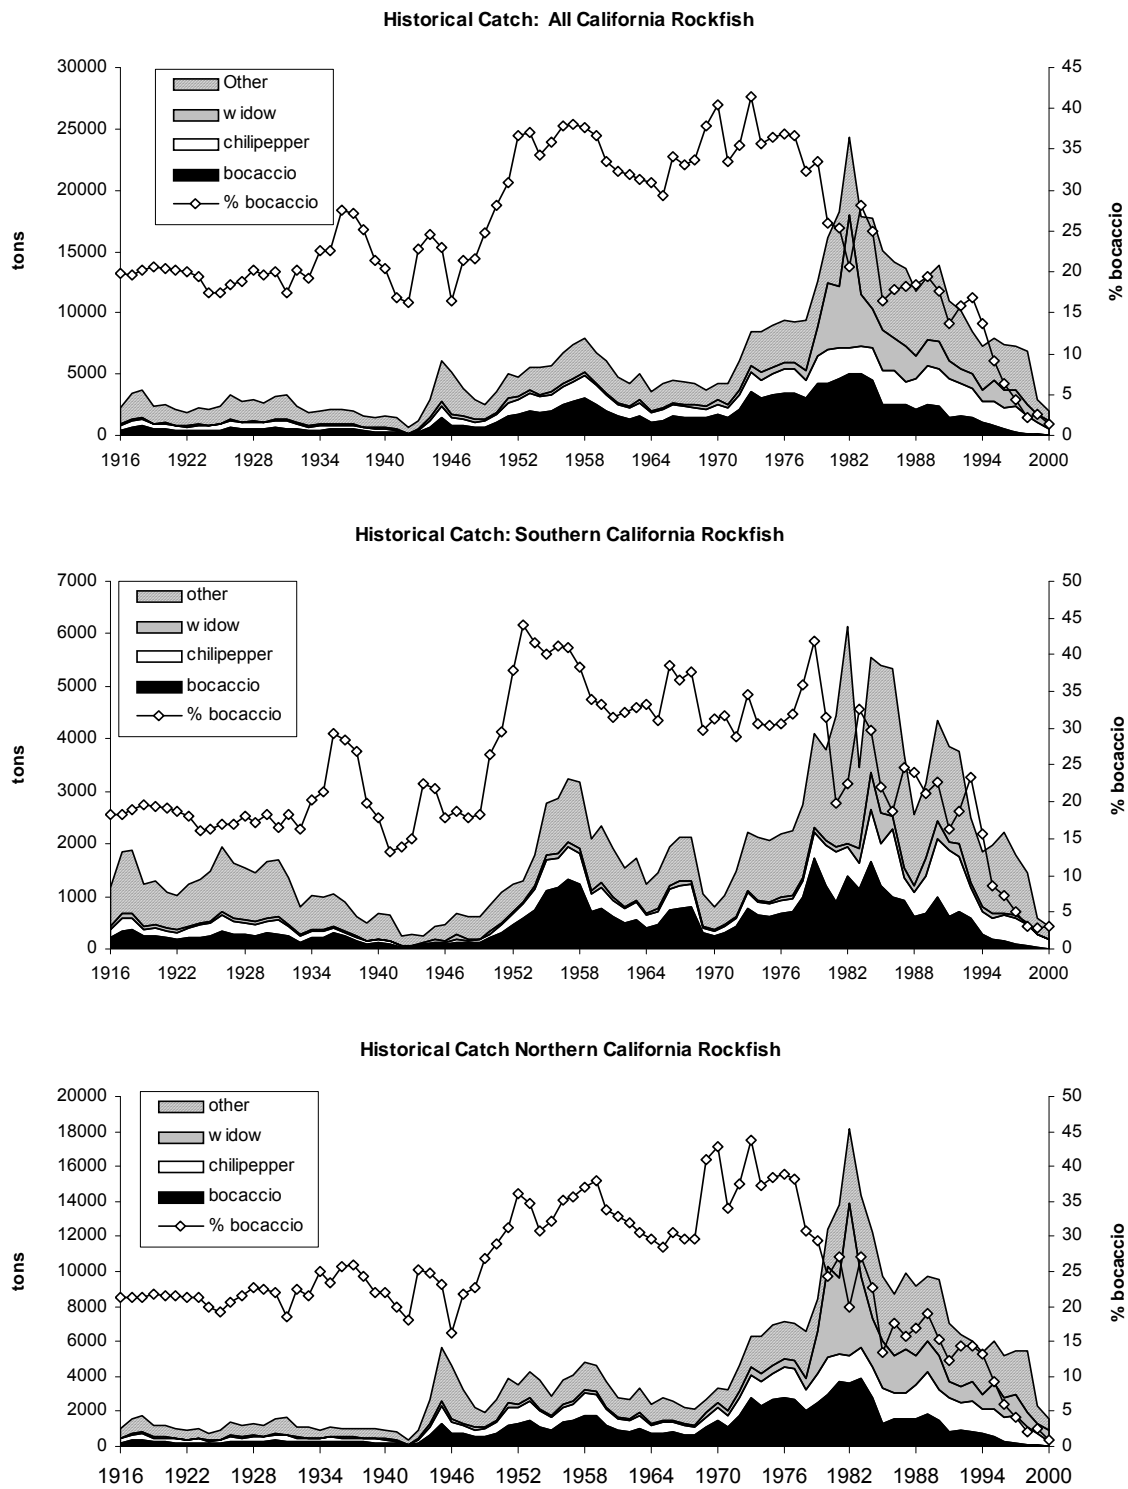 Historical Catch: All California Rockfish
30000
25000
20000
15000
10000
5000
0
tons
Other
widow
chilipepper
bocaccio
% bocaccio
45
40
35
30
25
20
15
10
5
0
% bocaccio
1916 1922 1928 1934 1940 1946 1952 1958 1964 1970 1976 1982 1988 1994 2000
Historical Catch: Southern California Rockfish
7000
6000
5000
4000
3000
2000
1000
0
tons
other
widow
chilipepper
bocaccio
% bocaccio
50
45
40
35
30
25
20
15
10
5
0
% bocaccio
1916 1922 1928 1934 1940 1946 1952 1958 1964 1970 1976 1982 1988 1994 2000
Historical Catch Northern California Rockfish
20000
18000
16000
14000
12000
10000
8000
6000
4000
2000
0
tons
other
widow
chilipepper
bocaccio
% bocaccio
50
45
40
35
30
25
20
15
10
5
0
% bocaccio
1916 1922 1928 1934 1940 1946 1952 1958 1964 1970 1976 1982 1988 1994 2000